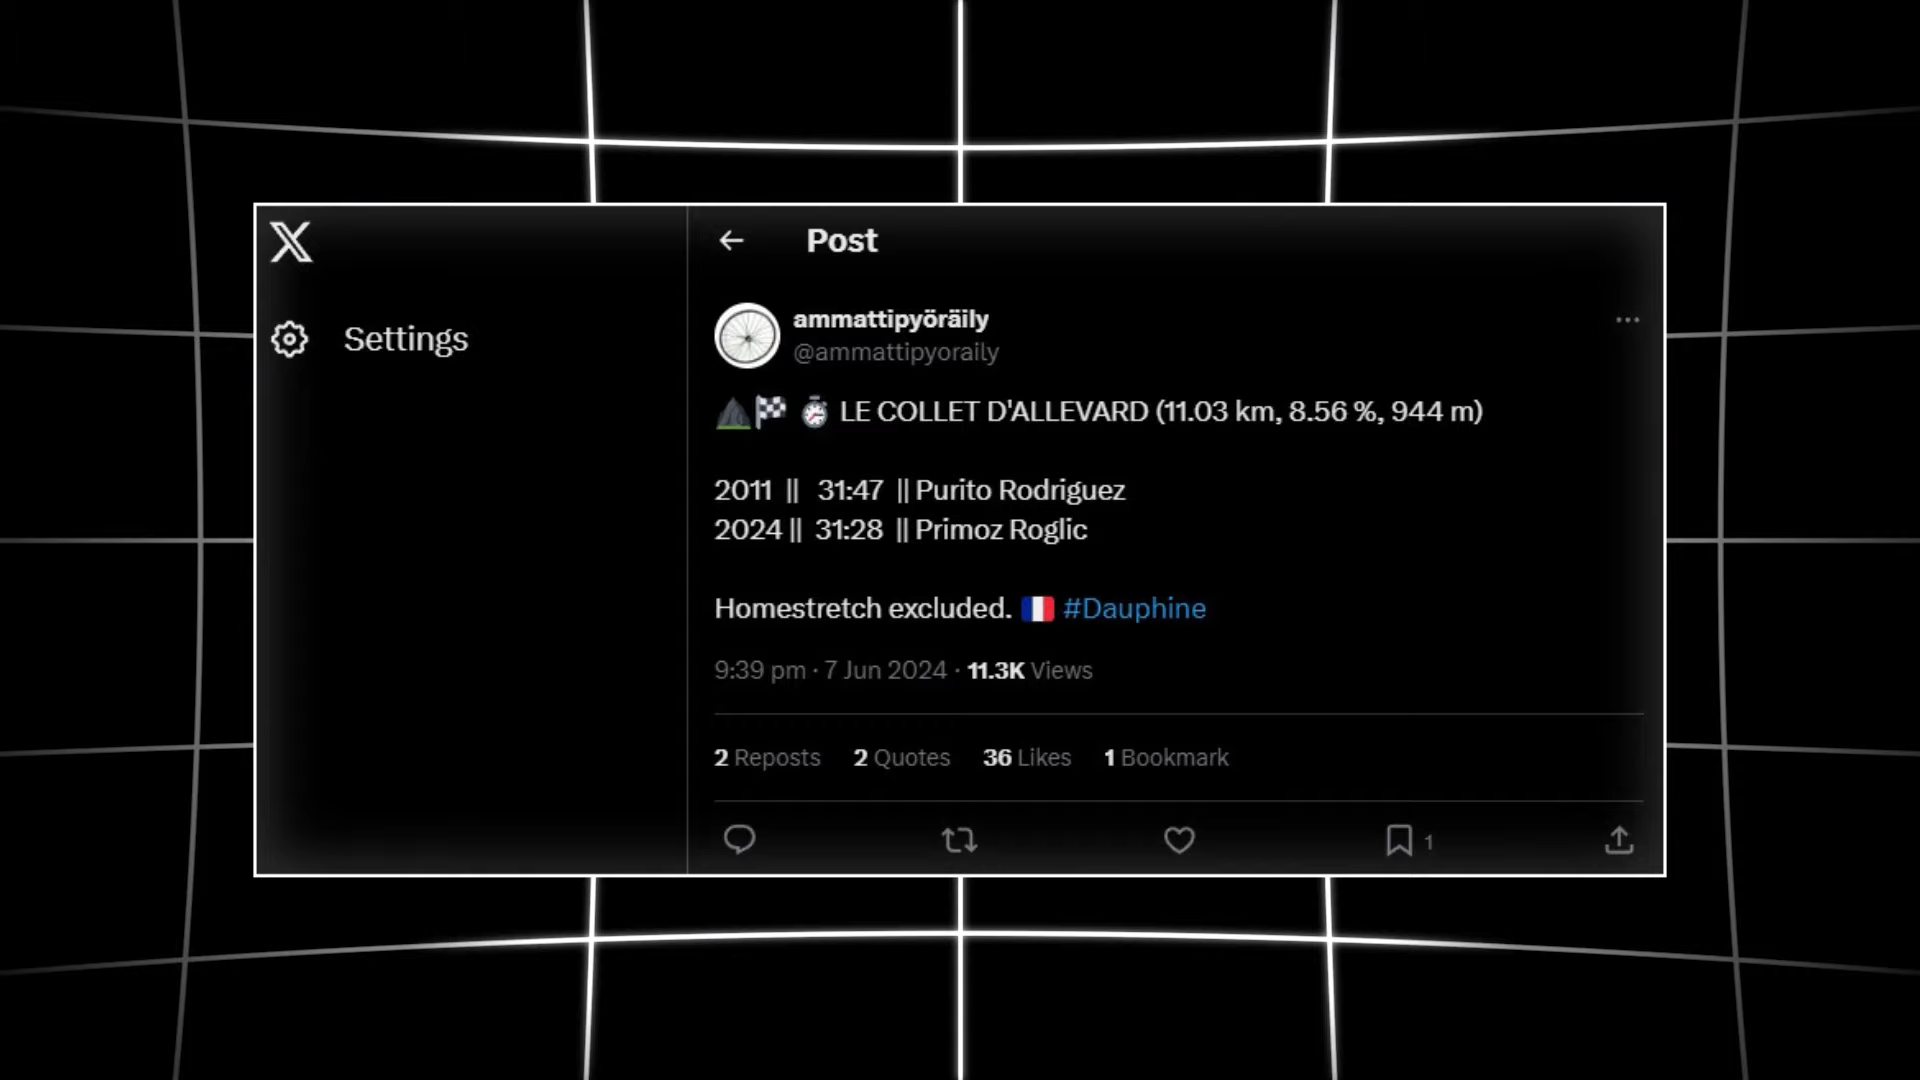 X
Settings
Post
ammattipyöräily
@ammattipyoraily
LE COLLET D'ALLEVARD (11.03 km, 8.56 %, 944 m)
2011 || 31:47 || Purito Rodriguez
2024 || 31:28 || Primoz Roglic
Homestretch excluded. #Dauphine
9:39 pm · 7 Jun 2024 · 11.3K Views
2 Reposts 2 Quotes 36 Likes 1 Bookmark
1